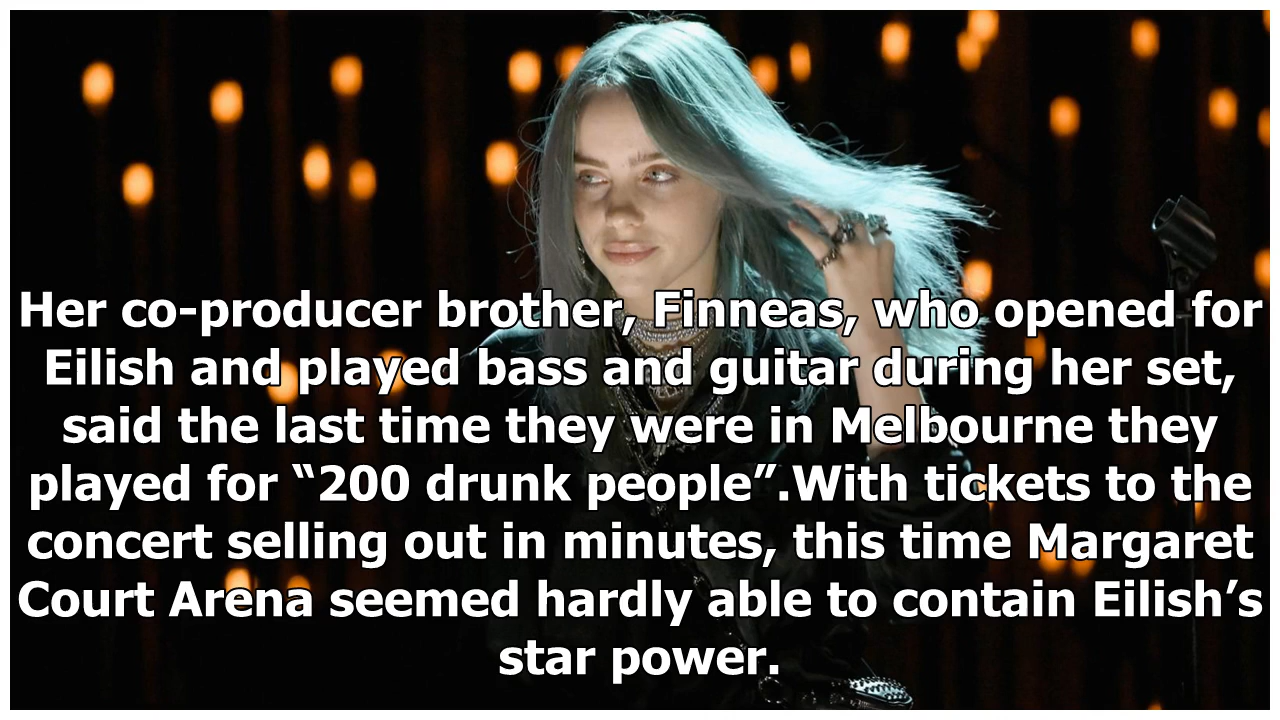 Her co-producer brother, Finneas, who opened for
Eilish and played bass and guitar during her set,
said the last time they were in Melbourne they
played for “200 drunk people”.With tickets to the
concert selling out in minutes, this time Margaret
Court Arena seemed hardly able to contain Eilish’s
star power.